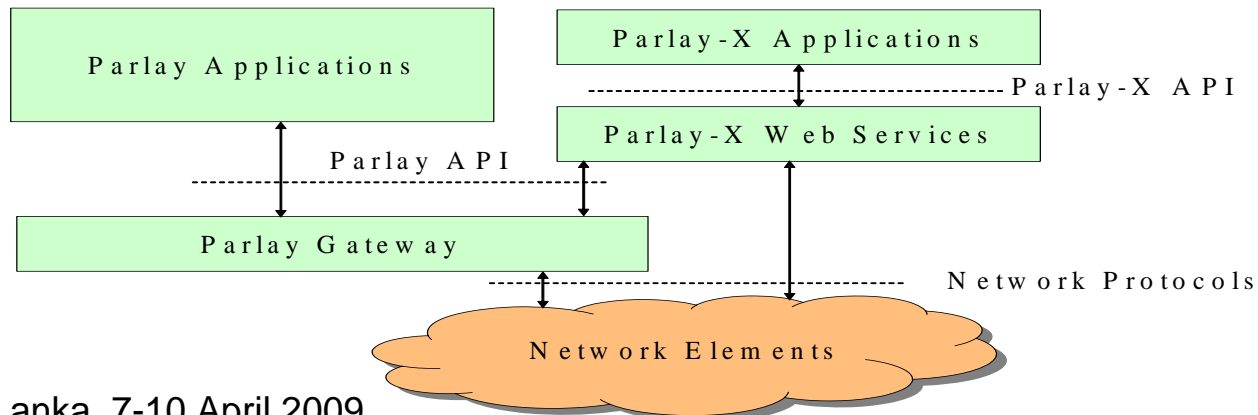 Parlay Applications
Parlay-X Applications
Parlay-X API
Parlay-X Web Services
Parlay API
Parlay Gateway
Network Protocols
Network Elements
anka, 7-10 April 2009